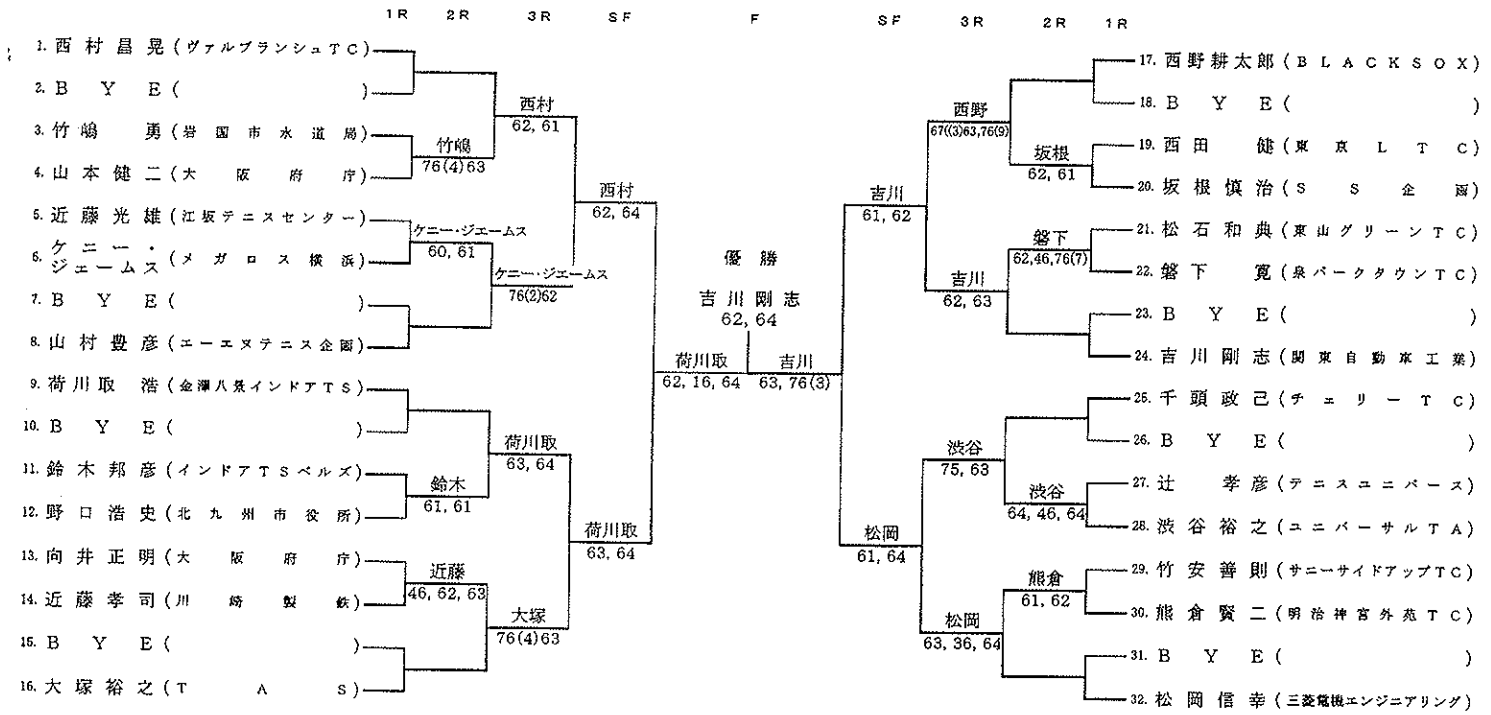 1R 2R 3R SF F SF 3R 2R 1R
1. 西村昌晃 (ヴァルブランシュTC)
2. BYE ( )
3. 竹嶋 勇 (岩国市水道局)
4. 山本健二 (大阪府庁)
5. 近藤光雄 (江坂テニスセンター)
6. ケニー・ジェームス (メガロス横浜)
7. BYE ( )
8. 山村豊彦 (エーエヌテニス企画)
9. 荷川取 浩 (金澤八景インドアTS)
10. BYE ( )
11. 鈴木邦彦 (インドアTSベルズ)
12. 野口浩史 (北九州市役所)
13. 向井正明 (大阪府庁)
14. 近藤孝司 (川崎製鉄)
15. BYE ( )
16. 大塚裕之 (TAS)
竹嶋
76(4)63
ケニー・ジェームス
60, 61
鈴木
61, 61
近藤
46, 62, 63
西村
62, 61
ケニー・ジェームス
76(2)62
荷川取
63, 64
大塚
76(4)63
西村
62, 64
荷川取
63, 64
荷川取
62, 16, 64
優勝
吉川剛志
62, 64
吉川
63, 76(3)
吉川
61, 62
松岡
61, 64
西野
67((3)63,76(9)
吉川
62, 63
渋谷
75, 63
松岡
63, 36, 64
坂根
62, 61
磐下
62,46,76(7)
渋谷
64, 46, 64
熊倉
61, 62
17. 西野耕太郎 (BLACKSOX)
18. BYE ( )
19. 西田 健 (東京LTC)
20. 坂根慎治 (SS企画)
21. 松石和典 (東山グリーンTC)
22. 磐下 寛 (泉パークタウンTC)
23. BYE ( )
24. 吉川剛志 (関東自動車工業)
25. 千頭政己 (チェリーTC)
26. BYE ( )
27. 辻 孝彦 (テニスユニバース)
28. 渋谷裕之 (ユニバーサルTA)
29. 竹安善則 (サニーサイドアップTC)
30. 熊倉賢二 (明治神宮外苑TC)
31. BYE ( )
32. 松岡信幸 (三菱電機エンジニアリング)